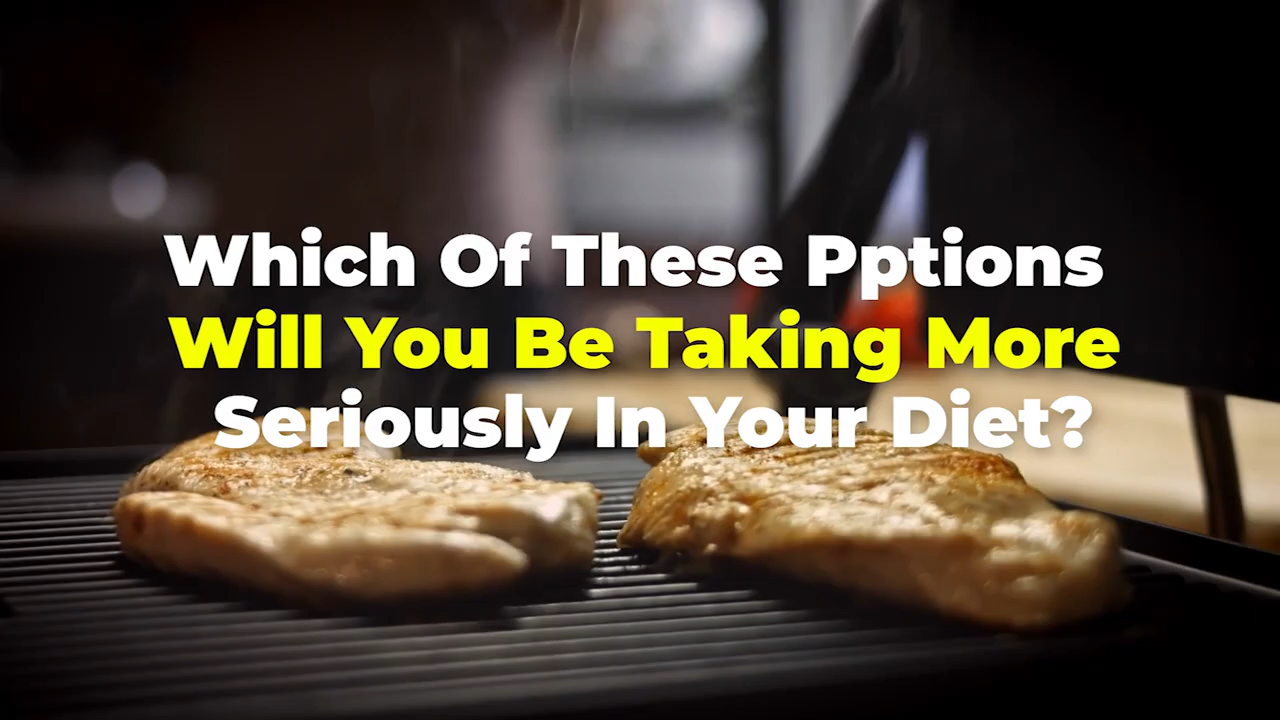 Which Of These Pptions
Will You Be Taking More
Seriously In Your Diet?